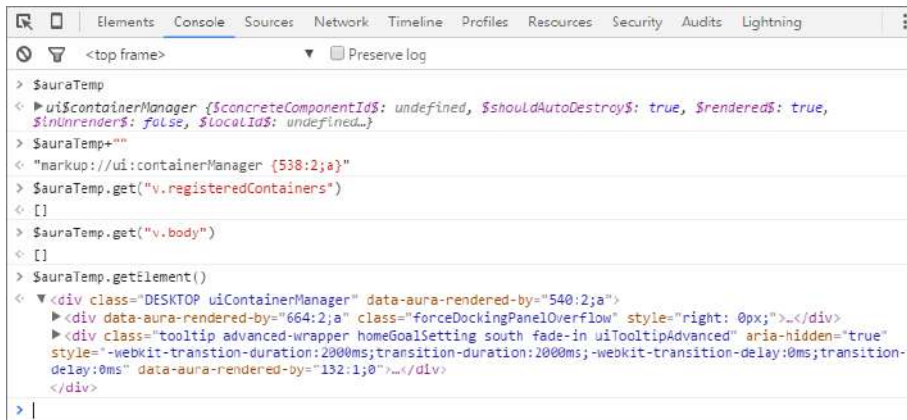 Elements Console Sources Network Timeline Profiles Resources Security Audits Lightning
<top frame> ▼ Preserve log
> $auraTemp
< ▶ ui$containerManager {$concreteComponentId$: undefined, $shouldAutoDestroy$: true, $rendered$: true,
$inUnrender$: false, $localId$: undefined…}
> $auraTemp+""
< "markup://ui:containerManager {538:2;a}"
> $auraTemp.get("v.registeredContainers")
< []
> $auraTemp.get("v.body")
< []
> $auraTemp.getElement()
< ▼<div class="DESKTOP uiContainerManager" data-aura-rendered-by="540:2;a">
▶<div data-aura-rendered-by="664:2;a" class="forceDockingPanelOverflow" style="right: 0px;">…</div>
▶<div class="tooltip advanced-wrapper homeGoalSetting south fade-in uiTooltipAdvanced" aria-hidden="true"
style="-webkit-transtion-duration:2000ms;transition-duration:2000ms;-webkit-transition-delay:0ms;transition-
delay:0ms" data-aura-rendered-by="132:1;0">…</div>
</div>
>